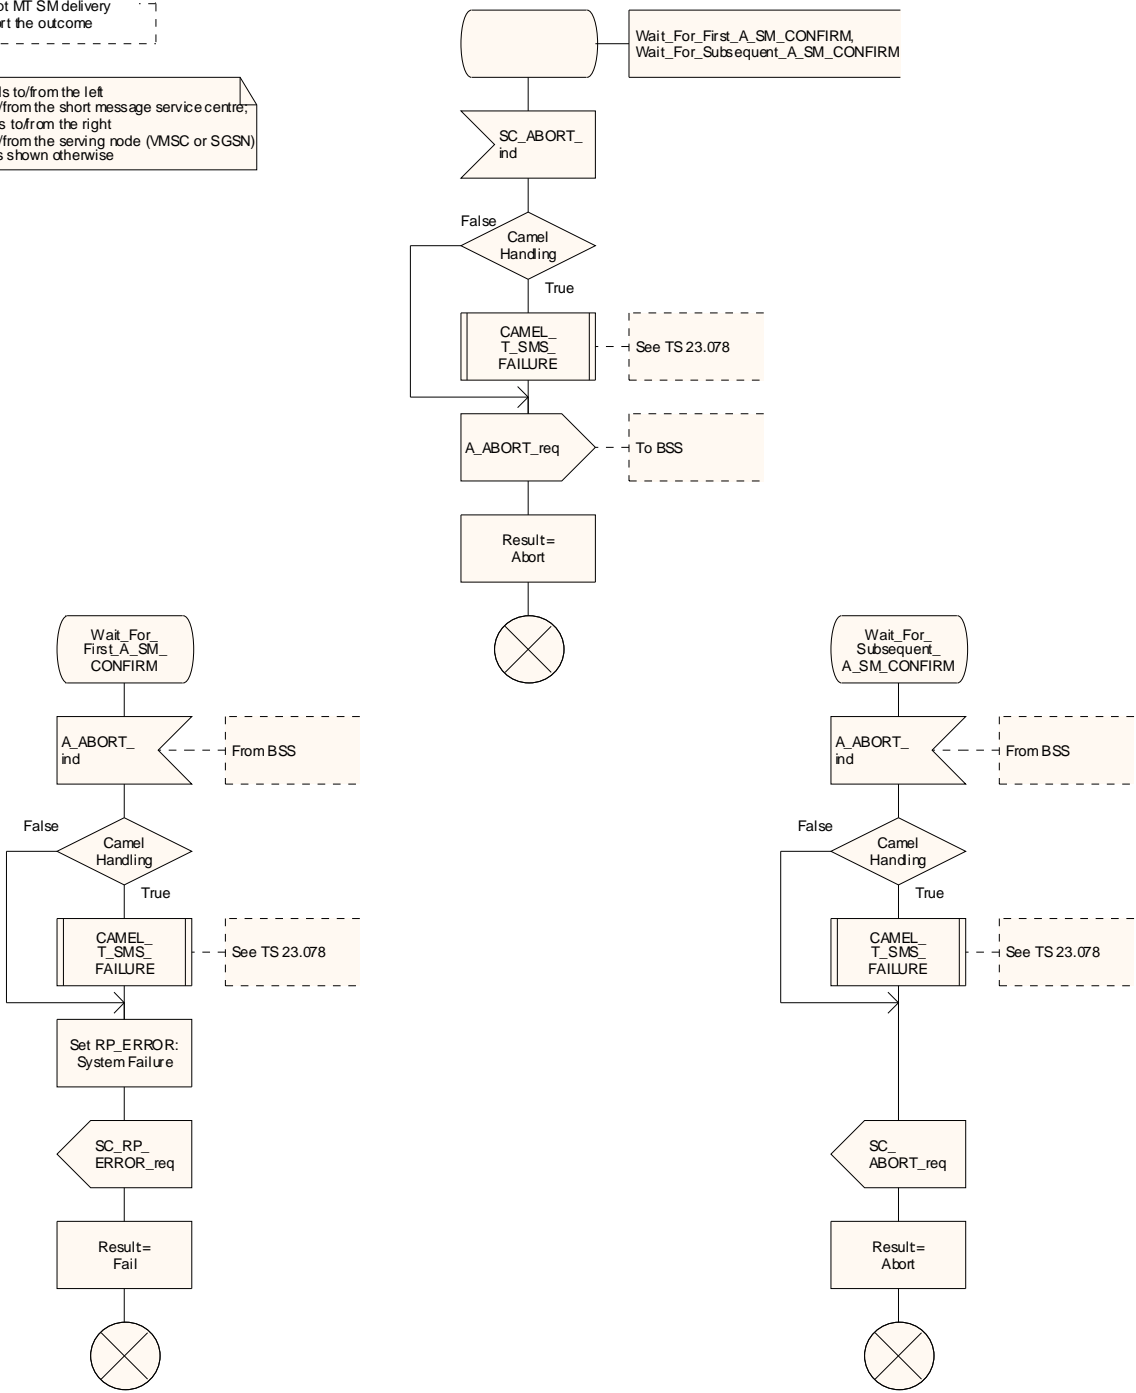 ot MT SM delivery
rt the outcome
ls to/from the left
/from the short message service centre;
s to/from the right
/from the serving node (VMSC or SGSN)
s shown otherwise
Wait_For_First_A_SM_CONFIRM,
Wait_For_Subsequent_A_SM_CONFIRM
SC_ABORT_
ind
False
Camel
Handling
True
CAMEL_
T_SMS_
FAILURE
See TS 23.078
A_ABORT_req
To BSS
Result=
Abort
Wait_For_
First_A_SM_
CONFIRM
A_ABORT_
ind
From BSS
False
Camel
Handling
True
CAMEL_
T_SMS_
FAILURE
See TS 23.078
Set RP_ERROR:
System Failure
SC_RP_
ERROR_req
Result=
Fail
Wait_For_
Subsequent_
A_SM_CONFIRM
A_ABORT_
ind
From BSS
False
Camel
Handling
True
CAMEL_
T_SMS_
FAILURE
See TS 23.078
SC_
ABORT_req
Result=
Abort